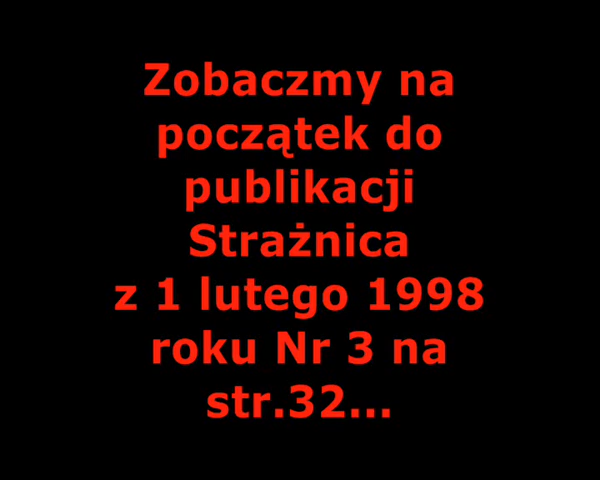 Zobaczmy na
początek do
publikacji
Strażnica
z 1 lutego 1998
roku Nr 3 na
str.32...